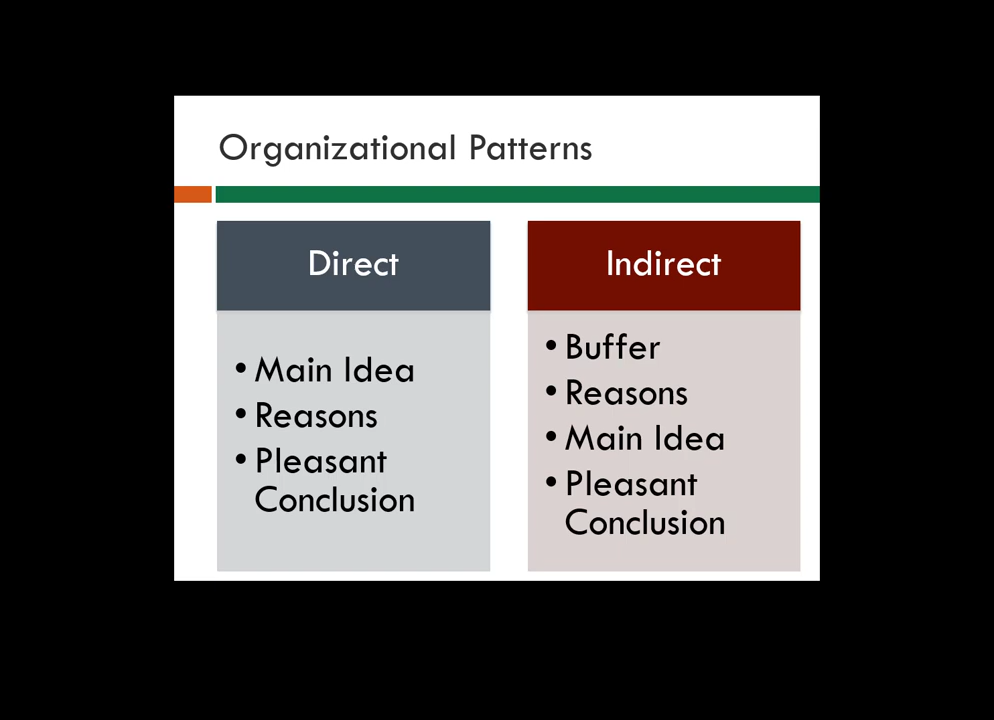 Organizational Patterns
Direct
• Main Idea
• Reasons
• Pleasant
Conclusion
Indirect
• Buffer
• Reasons
• Main Idea
• Pleasant
Conclusion